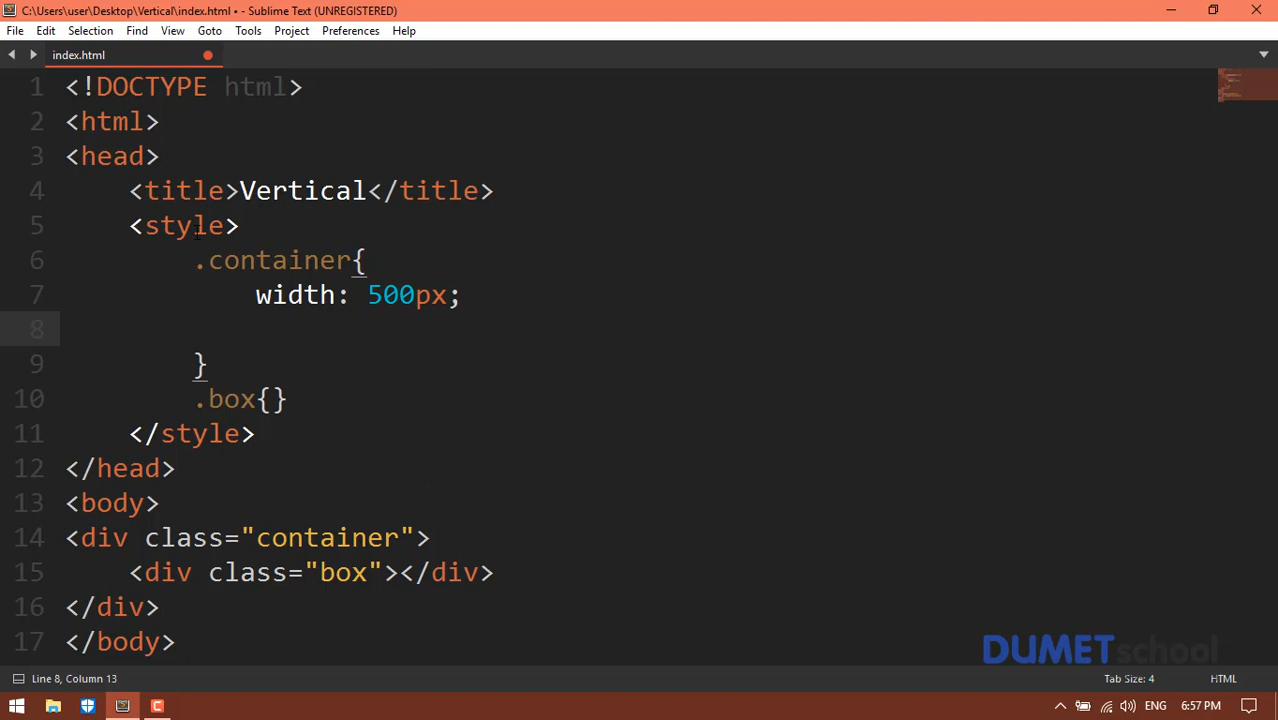 C:\Users\user\Desktop\Vertical\index.html • - Sublime Text (UNREGISTERED)
File Edit Selection Find View Goto Tools Project Preferences Help
index.html
1 <!DOCTYPE html>
2 <html>
3 <head>
4 <title>Vertical</title>
5 <style>
6 .container{
7 width: 500px;
8
9 }
10 .box{}
11 </style>
12 </head>
13 <body>
14 <div class="container">
15 <div class="box"></div>
16 </div>
17 </body>
DUMETschool
Line 8, Column 13 Tab Size: 4 HTML
ENG 6:57 PM